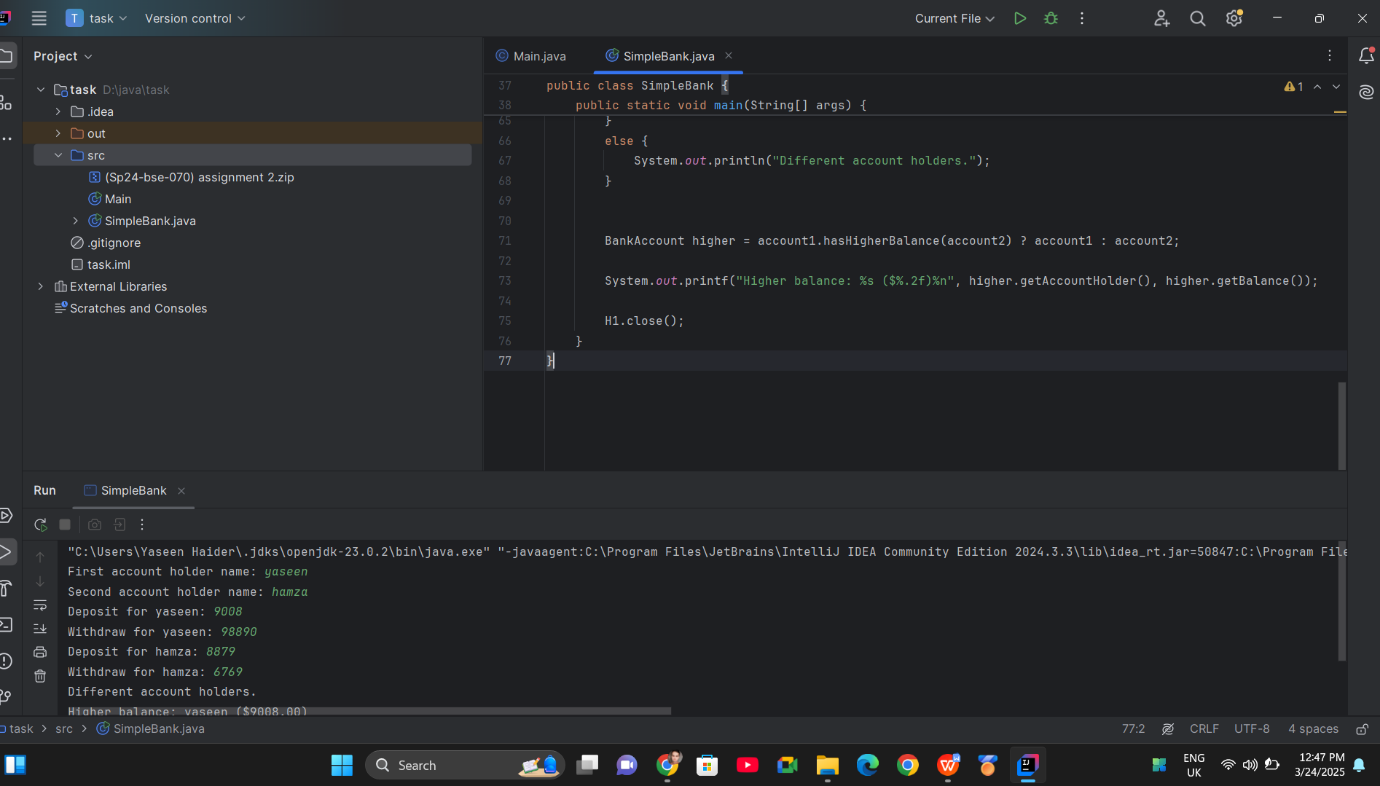 T task Version control Current File
Project
task D:\java\task
.idea
out
src
(Sp24-bse-070) assignment 2.zip
Main
SimpleBank.java
.gitignore
task.iml
External Libraries
Scratches and Consoles
Main.java SimpleBank.java
37 public class SimpleBank {
1
38 public static void main(String[] args) {
65 }
66 else {
67 System.out.println("Different account holders.");
68 }
69
70
71 BankAccount higher = account1.hasHigherBalance(account2) ? account1 : account2;
72
73 System.out.printf("Higher balance: %s ($%.2f)%n", higher.getAccountHolder(), higher.getBalance());
74
75 H1.close();
76 }
77 }
Run SimpleBank
"C:\Users\Yaseen Haider\.jdks\openjdk-23.0.2\bin\java.exe" "-javaagent:C:\Program Files\JetBrains\IntelliJ IDEA Community Edition 2024.3.3\lib\idea_rt.jar=50847:C:\Program File
First account holder name: yaseen
Second account holder name: hamza
Deposit for yaseen: 9008
Withdraw for yaseen: 98890
Deposit for hamza: 8879
Withdraw for hamza: 6769
Different account holders.
Higher balance: yaseen ($9008.00)
task > src > SimpleBank.java 77:2 CRLF UTF-8 4 spaces
Search
ENG
UK
12:47 PM
3/24/2025